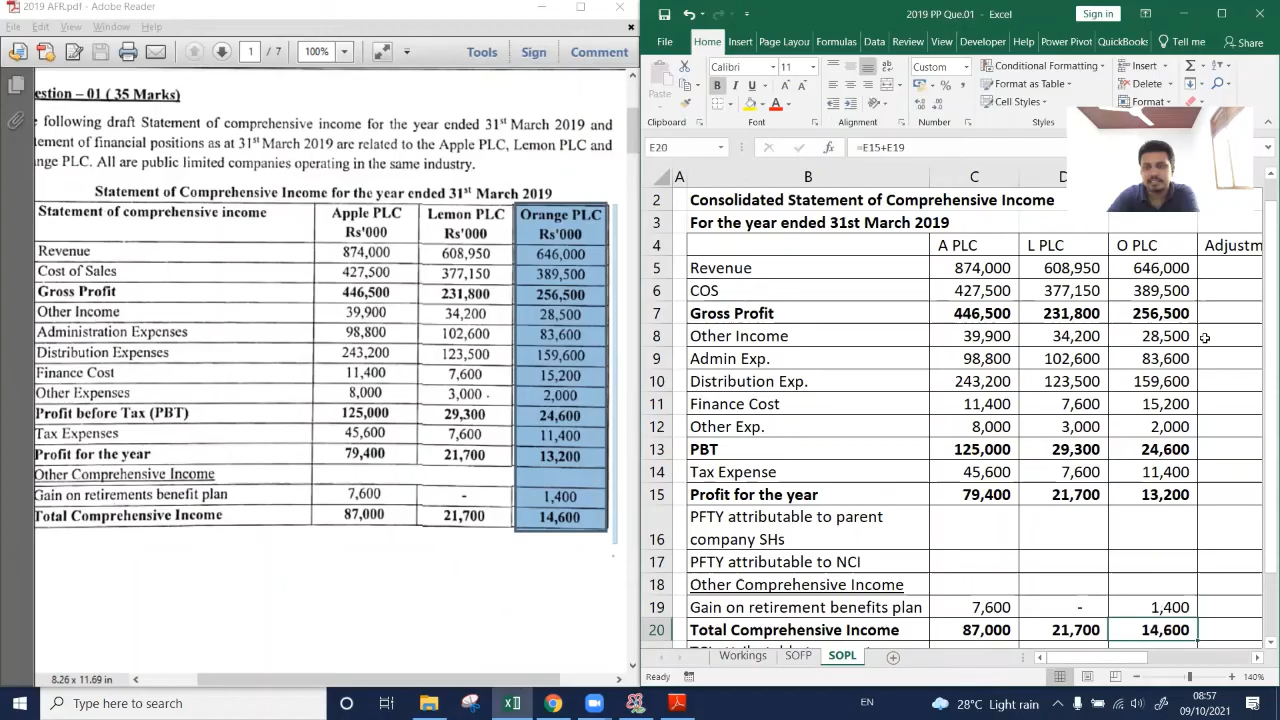 2019 AFR.pdf - Adobe Reader
File Edit View Window Help
1 / 7 100% Tools Sign Comment
estion – 01 ( 35 Marks)
following draft Statement of comprehensive income for the year ended 31st March 2019 and
tement of financial positions as at 31st March 2019 are related to the Apple PLC, Lemon PLC and
nge PLC. All are public limited companies operating in the same industry.
Statement of Comprehensive Income for the year ended 31st March 2019
Statement of comprehensive income Apple PLC Rs'000 Lemon PLC Rs'000 Orange PLC Rs'000
Revenue 874,000 608,950 646,000
Cost of Sales 427,500 377,150 389,500
Gross Profit 446,500 231,800 256,500
Other Income 39,900 34,200 28,500
Administration Expenses 98,800 102,600 83,600
Distribution Expenses 243,200 123,500 159,600
Finance Cost 11,400 7,600 15,200
Other Expenses 8,000 3,000 2,000
Profit before Tax (PBT) 125,000 29,300 24,600
Tax Expenses 45,600 7,600 11,400
Profit for the year 79,400 21,700 13,200
Other Comprehensive Income
Gain on retirements benefit plan 7,600 - 1,400
Total Comprehensive Income 87,000 21,700 14,600
8.26 x 11.69 in
2019 PP Que.01 - Excel Sign in
File Home Insert Page Layou Formulas Data Review View Developer Help Power Pivot QuickBooks Tell me Share
Paste Calibri 11 Custom Conditional Formatting Insert
B I U Format as Table Delete
Cell Styles Format
Clipboard Font Alignment Number Styles
E20 fx =E15+E19
A B C D
2 Consolidated Statement of Comprehensive Income
3 For the year ended 31st March 2019
4 A PLC L PLC O PLC Adjustm
5 Revenue 874,000 608,950 646,000
6 COS 427,500 377,150 389,500
7 Gross Profit 446,500 231,800 256,500
8 Other Income 39,900 34,200 28,500
9 Admin Exp. 98,800 102,600 83,600
10 Distribution Exp. 243,200 123,500 159,600
11 Finance Cost 11,400 7,600 15,200
12 Other Exp. 8,000 3,000 2,000
13 PBT 125,000 29,300 24,600
14 Tax Expense 45,600 7,600 11,400
15 Profit for the year 79,400 21,700 13,200
PFTY attributable to parent
16 company SHs
17 PFTY attributable to NCI
18 Other Comprehensive Income
19 Gain on retirement benefits plan 7,600 - 1,400
20 Total Comprehensive Income 87,000 21,700 14,600
Workings SOFP SOPL
Ready 140%
Type here to search EN 28°C Light rain 08:57
09/10/2021